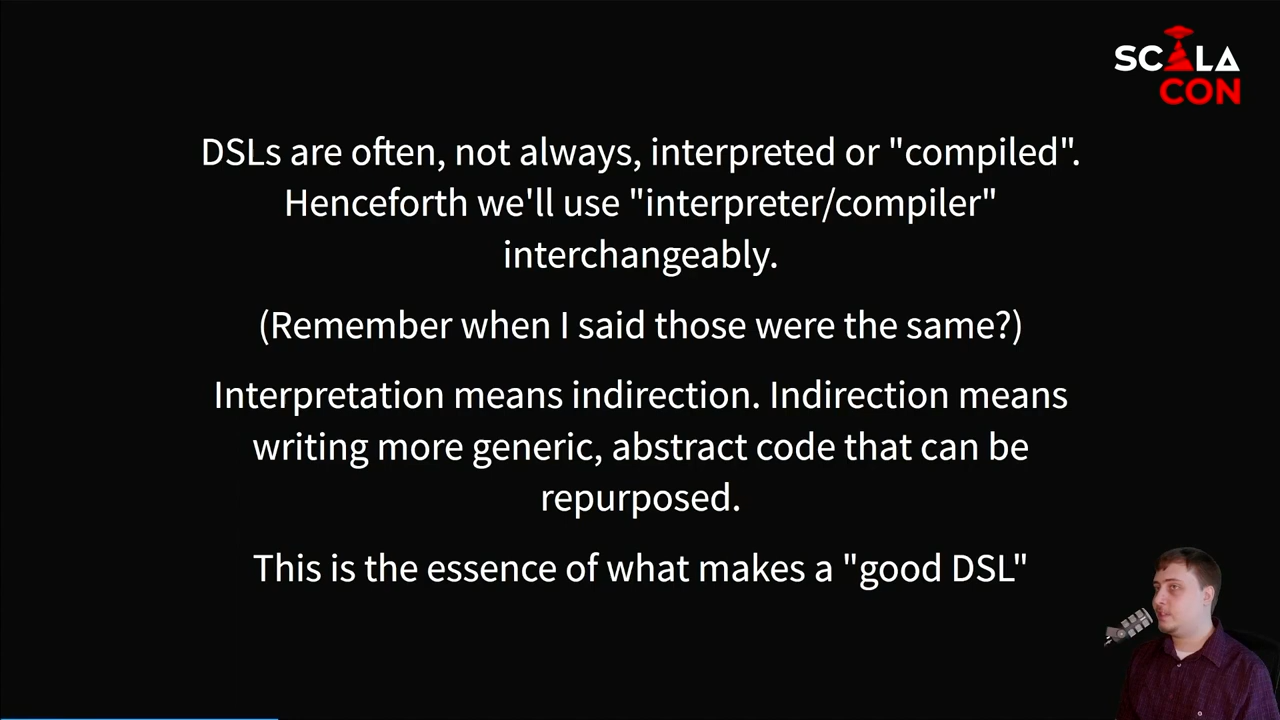 SCALA
CON
DSLs are often, not always, interpreted or "compiled".
Henceforth we'll use "interpreter/compiler"
interchangeably.
(Remember when I said those were the same?)
Interpretation means indirection. Indirection means
writing more generic, abstract code that can be
repurposed.
This is the essence of what makes a "good DSL"